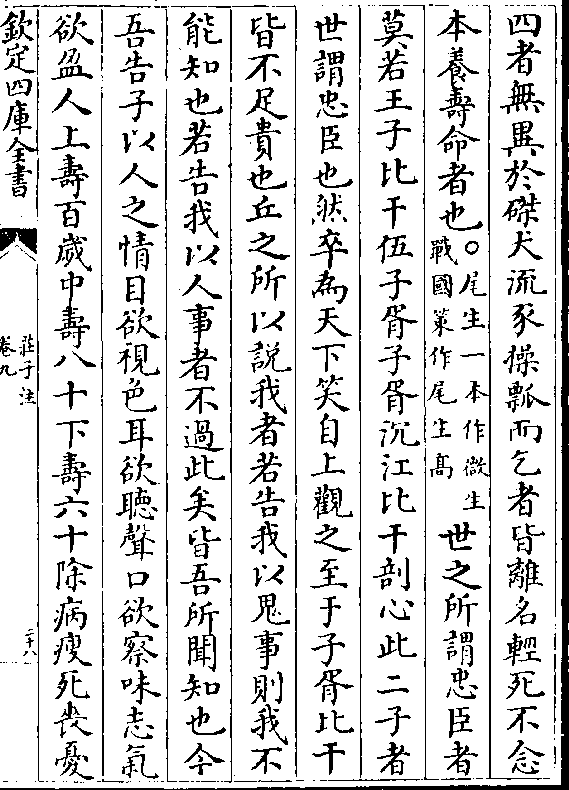 四者無異於磔犬流豕操瓢而乞者皆離名輕死不念
本養壽命者也○尾生一本作微生
戰國策作尾生高世之所謂忠臣者
莫若王子比干伍子胥子胥沉江比干剖心此二子者
世謂忠臣也然卒為天下笑自上觀之至于子胥比干
皆不足貴也丘之所以說我者若告我以鬼事則我不
能知也若告我以人事者不過此矣皆吾所聞知也今
吾告子以人之情目欲視色耳欲聽聲口欲察味志氣
欲盈人上壽百歲中壽八十下壽六十除病瘦死喪憂
欽定四庫全書
莊子注
卷九
二十八